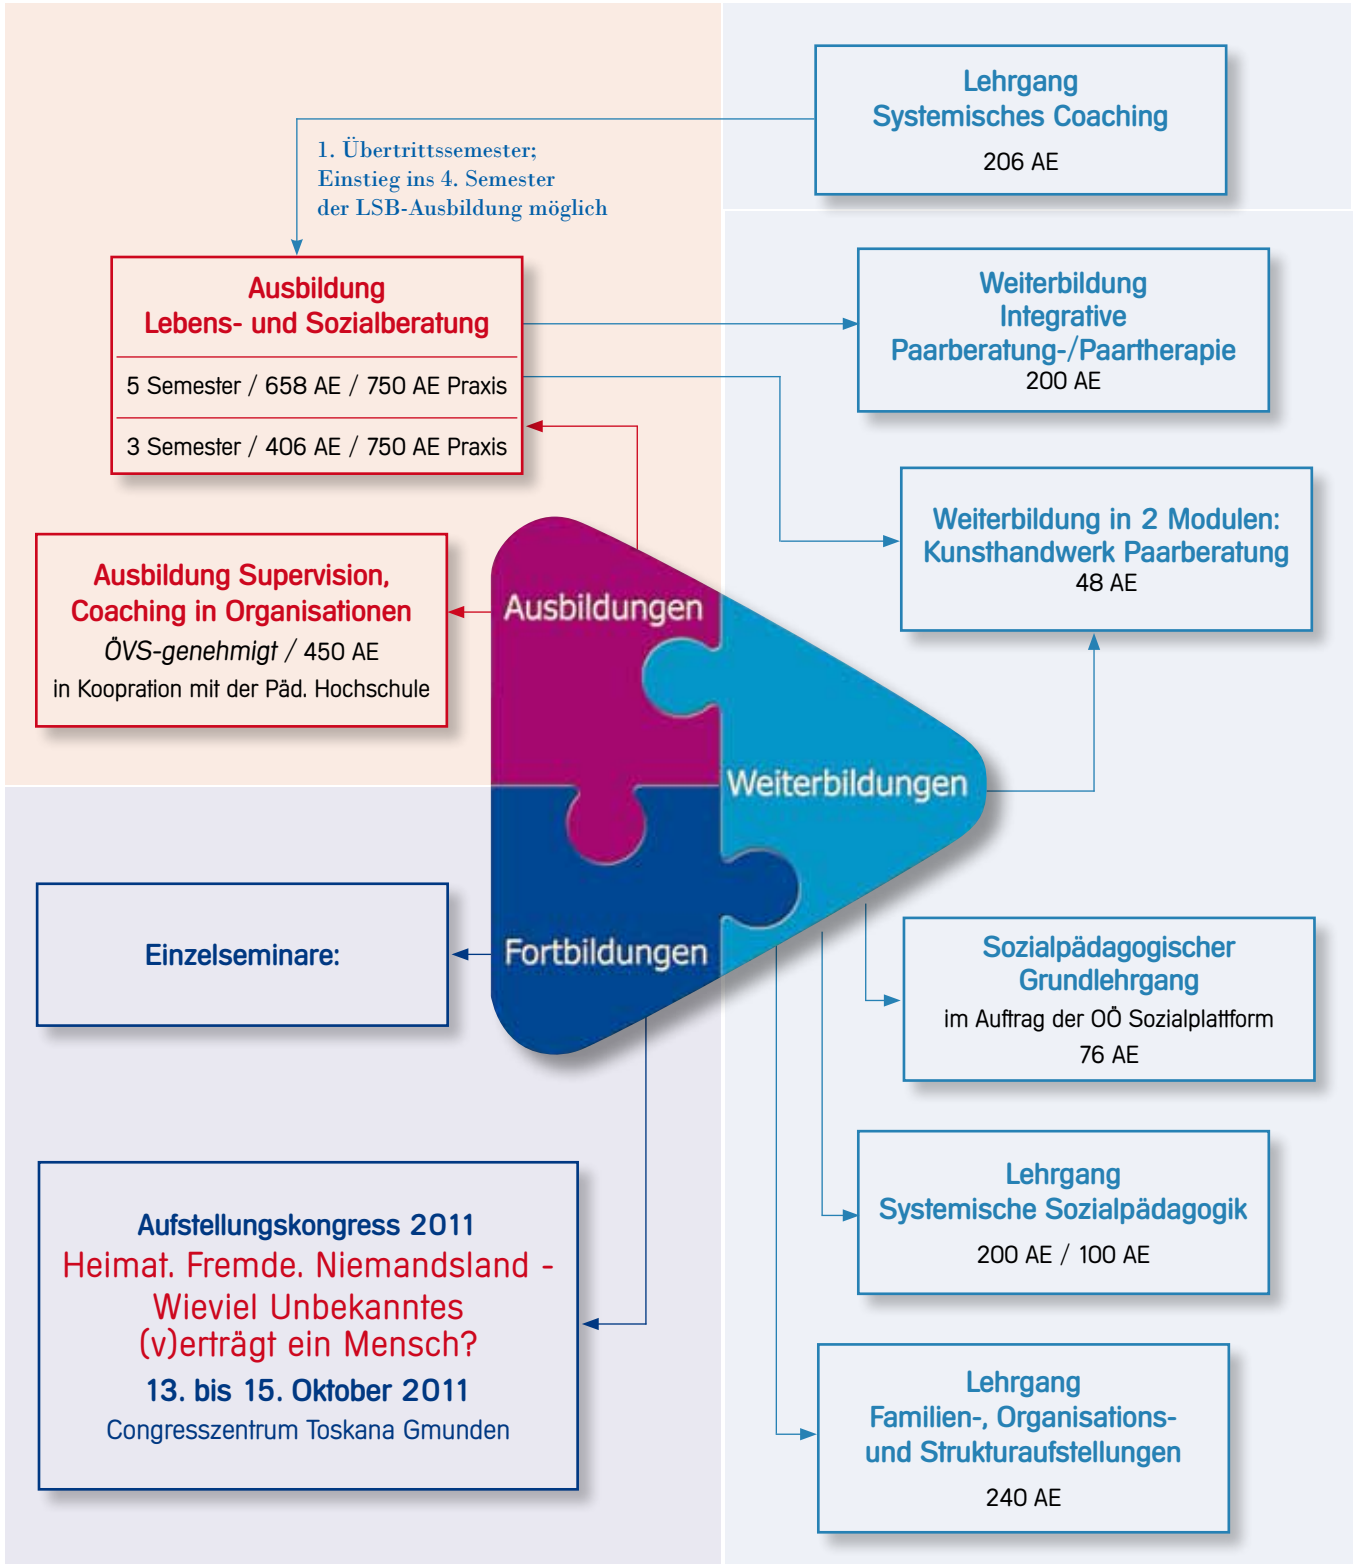 Lehrgang
Systemisches Coaching
206 AE
1. Übertrittssemester;
Einstieg ins 4. Semester
der LSB-Ausbildung möglich
Ausbildung
Lebens- und Sozialberatung
5 Semester / 658 AE / 750 AE Praxis
3 Semester / 406 AE / 750 AE Praxis
Weiterbildung
Integrative
Paarberatung-/Paartherapie
200 AE
Weiterbildung in 2 Modulen:
Kunsthandwerk Paarberatung
48 AE
Ausbildung Supervision,
Coaching in Organisationen
ÖVS-genehmigt / 450 AE
in Koopration mit der Päd. Hochschule
Ausbildungen
Weiterbildungen
Fortbildungen
Einzelseminare:
Sozialpädagogischer
Grundlehrgang
im Auftrag der OÖ Sozialplattform
76 AE
Lehrgang
Systemische Sozialpädagogik
200 AE / 100 AE
Aufstellungskongress 2011
Heimat. Fremde. Niemandsland -
Wieviel Unbekanntes
(v)erträgt ein Mensch?
13. bis 15. Oktober 2011
Congresszentrum Toskana Gmunden
Lehrgang
Familien-, Organisations-
und Strukturaufstellungen
240 AE